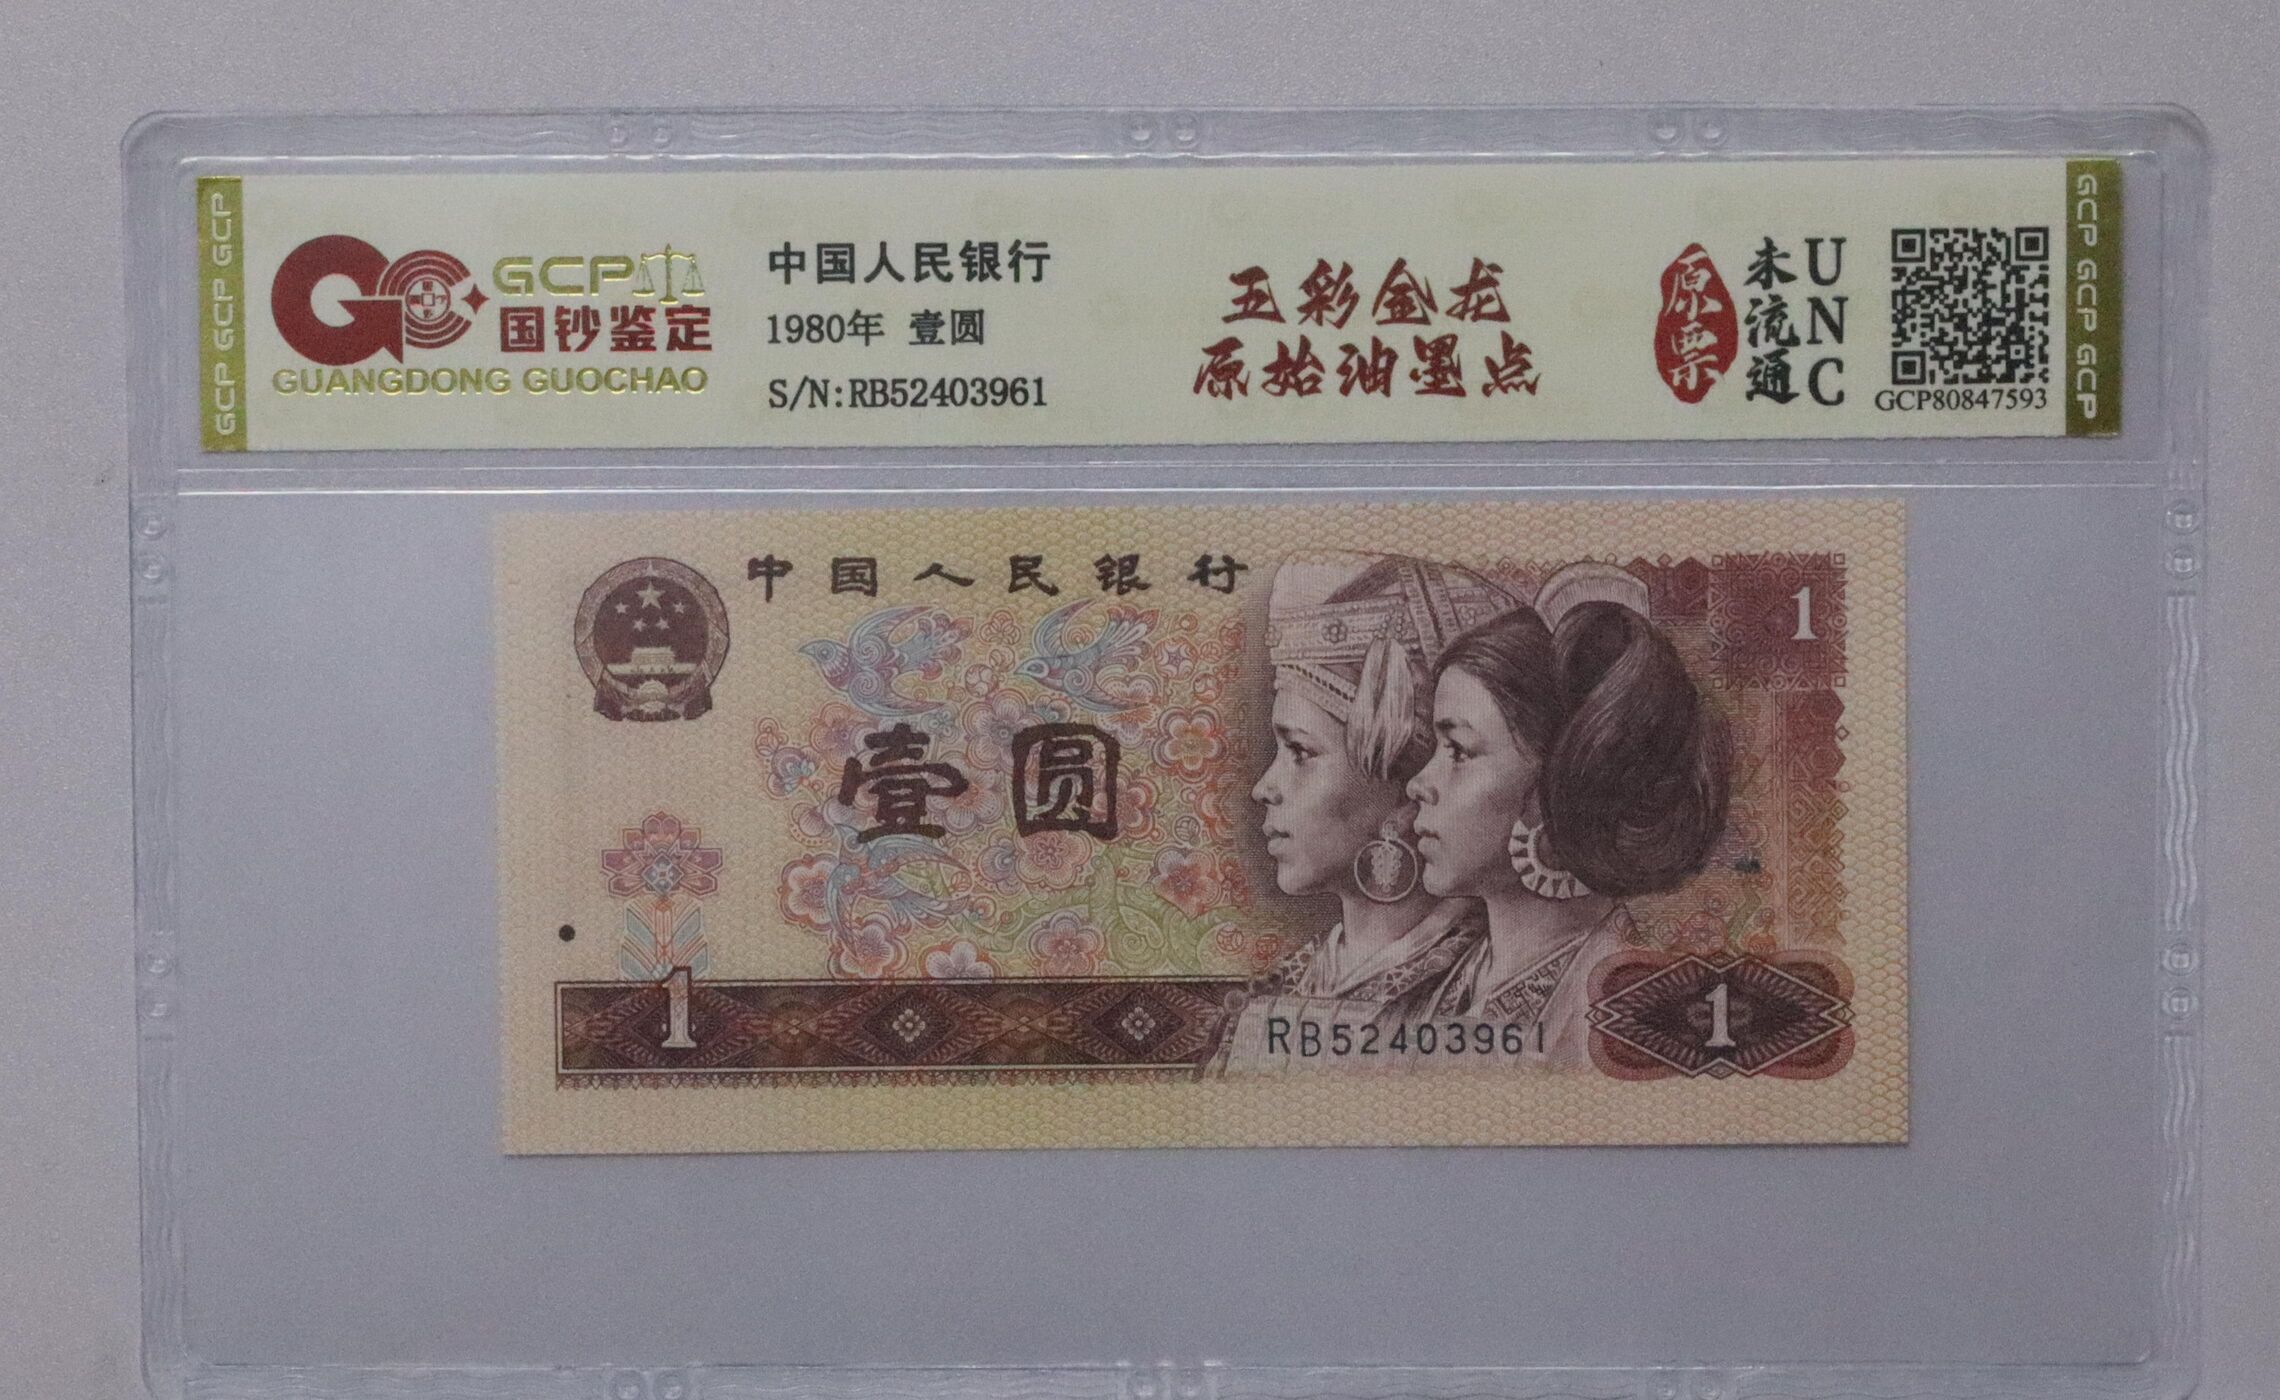 GCP
国钞鉴定
GUANGDONG GUOCHAO
中国人民银行
1980年 壹圆
S/N:RB52403961
五彩金龙
原始油墨点
原票
未流通
UNC
GCP80847593
GCP GCP GCP
GCP GCP GCP
中国人民银行
1
壹圆
1
1
RB52403961